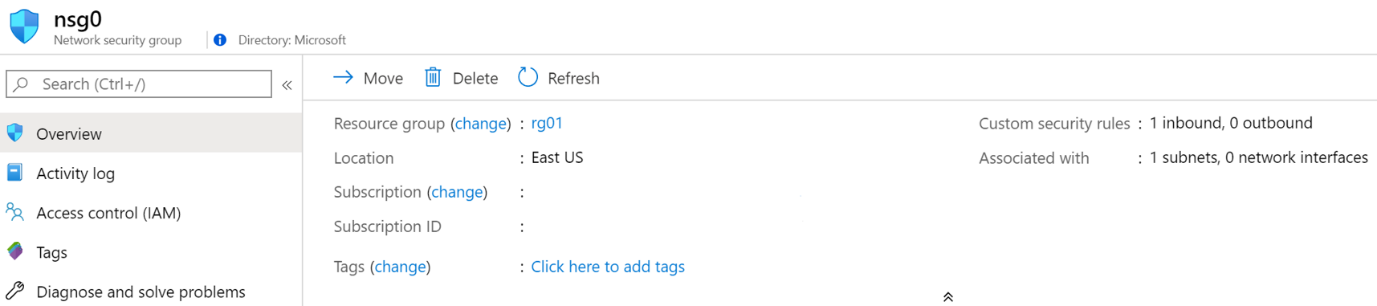 nsg0
Network security group
Directory: Microsoft
Search (Ctrl+/)
«
Move
Delete
Refresh
Overview
Activity log
Access control (IAM)
Tags
Diagnose and solve problems
Resource group (change) : rg01
Location : East US
Subscription (change) :
Subscription ID :
Tags (change) : Click here to add tags
Custom security rules : 1 inbound, 0 outbound
Associated with : 1 subnets, 0 network interfaces